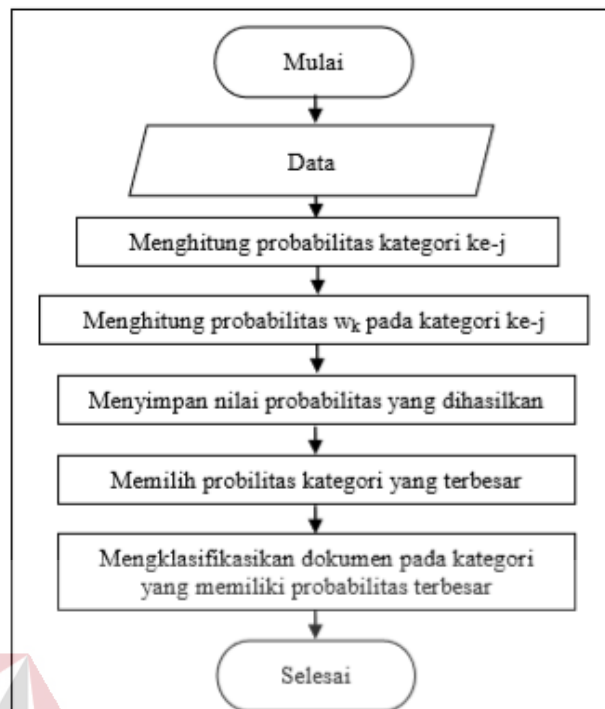 Mulai
Data
Menghitung probabilitas kategori ke-j
Menghitung probabilitas wk pada kategori ke-j
Menyimpan nilai probabilitas yang dihasilkan
Memilih probilitas kategori yang terbesar
Mengklasifikasikan dokumen pada kategori
yang memiliki probabilitas terbesar
Selesai